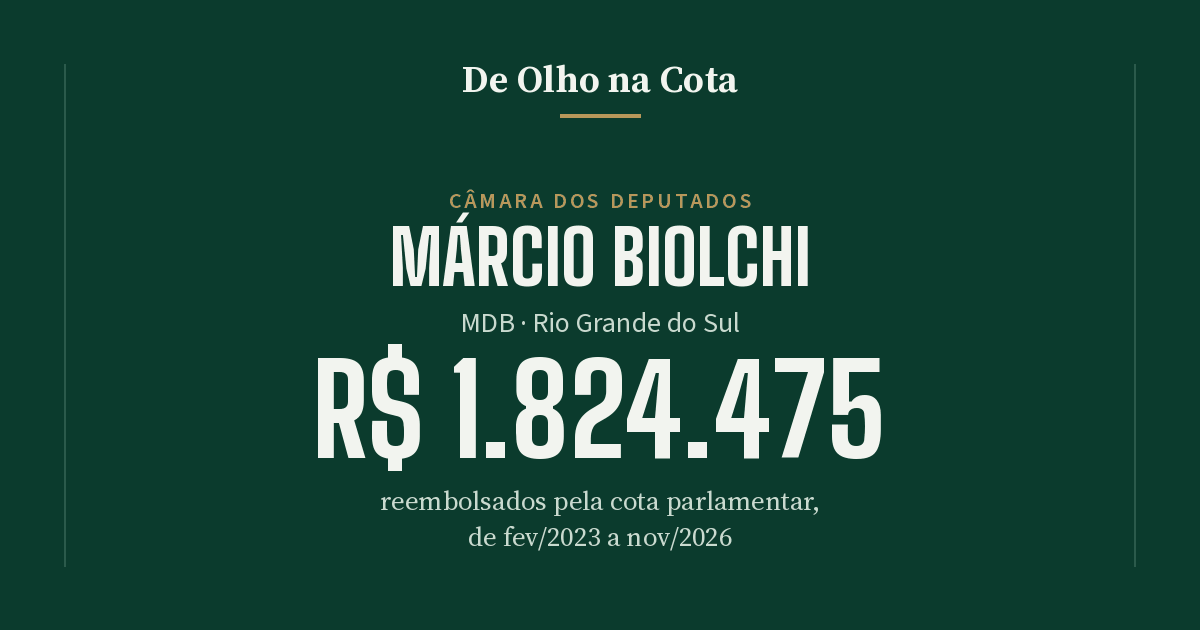 De Olho na Cota
CÂMARA DOS DEPUTADOS
MÁRCIO BIOLCHI
MDB · Rio Grande do Sul
R$ 1.824.475
reembolsados pela cota parlamentar,
de fev/2023 a nov/2026